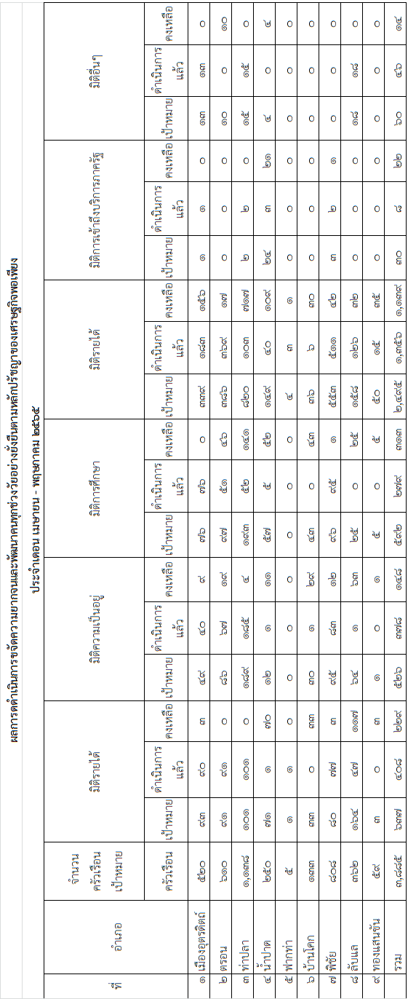 ผลการดำเนินการขจัดความยากจนและพัฒนาคนทุกช่วงวัยอย่างยั่งยืนตามหลักปรัชญาของเศรษฐกิจพอเพียง
ประจำเดือน เมษายน - พฤษภาคม ๒๕๖๕
ที่ อำเภอ จำนวน ครัวเรือน เป้าหมาย มิติรายได้ มิติความเป็นอยู่ มิติการศึกษา มิติรายได้ มิติการเข้าถึงบริการภาครัฐ มิติอื่นๆ
ครัวเรือน เป้าหมาย ดำเนินการแล้ว คงเหลือ เป้าหมาย ดำเนินการแล้ว คงเหลือ เป้าหมาย ดำเนินการแล้ว คงเหลือ เป้าหมาย ดำเนินการแล้ว คงเหลือ เป้าหมาย ดำเนินการแล้ว คงเหลือ เป้าหมาย ดำเนินการแล้ว คงเหลือ
๑ เมืองอุตรดิตถ์ ๕๒๐ ๙๓ ๙๐ ๓ ๔๙ ๔๐ ๙ ๗๖ ๗๖ ๐ ๓๓๙ ๑๘๓ ๑๕๖ ๑ ๑ ๐ ๑๓ ๑๓ ๐
๒ ตรอน ๖๑๐ ๙๑ ๙๑ ๐ ๘๖ ๖๗ ๑๙ ๙๗ ๕๑ ๔๖ ๓๘๖ ๓๖๙ ๑๗ ๐ ๐ ๐ ๑๐ ๐ ๑๐
๓ ท่าปลา ๑,๑๓๘ ๑๐๑ ๑๐๑ ๐ ๑๘๙ ๑๘๕ ๔ ๑๙๓ ๕๒ ๑๔๑ ๘๒๐ ๑๐๓ ๗๑๗ ๒ ๒ ๐ ๑๕ ๑๕ ๐
๔ น้ำปาด ๒๕๐ ๗๑ ๑ ๗๐ ๑๒ ๑ ๑๑ ๕๗ ๕ ๕๒ ๑๔๙ ๔๐ ๑๐๙ ๒๔ ๓ ๒๑ ๔ ๐ ๔
๕ ฟากท่า ๕ ๑ ๑ ๐ ๐ ๐ ๐ ๐ ๐ ๐ ๔ ๓ ๑ ๐ ๐ ๐ ๐ ๐ ๐
๖ บ้านโคก ๑๓๓ ๓๓ ๐ ๓๓ ๓๐ ๑ ๒๙ ๔๓ ๐ ๔๓ ๓๖ ๖ ๓๐ ๐ ๐ ๐ ๐ ๐ ๐
๗ พิชัย ๘๐๘ ๘๐ ๗๗ ๓ ๙๕ ๘๓ ๑๒ ๙๖ ๙๕ ๑ ๕๕๓ ๕๑๑ ๔๒ ๓ ๒ ๑ ๐ ๐ ๐
๘ ลับแล ๓๖๒ ๑๖๔ ๔๗ ๑๑๗ ๖๔ ๑ ๖๓ ๒๕ ๐ ๒๕ ๑๕๘ ๑๒๖ ๓๒ ๐ ๐ ๐ ๑๘ ๑๘ ๐
๙ ทองแสนขัน ๕๙ ๓ ๐ ๓ ๑ ๐ ๑ ๕ ๐ ๕ ๕๐ ๑๕ ๓๕ ๐ ๐ ๐ ๐ ๐ ๐
รวม ๓,๘๘๕ ๖๓๗ ๔๐๘ ๒๒๙ ๕๒๖ ๓๗๘ ๑๔๘ ๕๙๒ ๒๗๙ ๓๑๓ ๒,๔๙๕ ๑,๓๕๖ ๑,๑๓๙ ๓๐ ๘ ๒๒ ๖๐ ๔๖ ๑๔